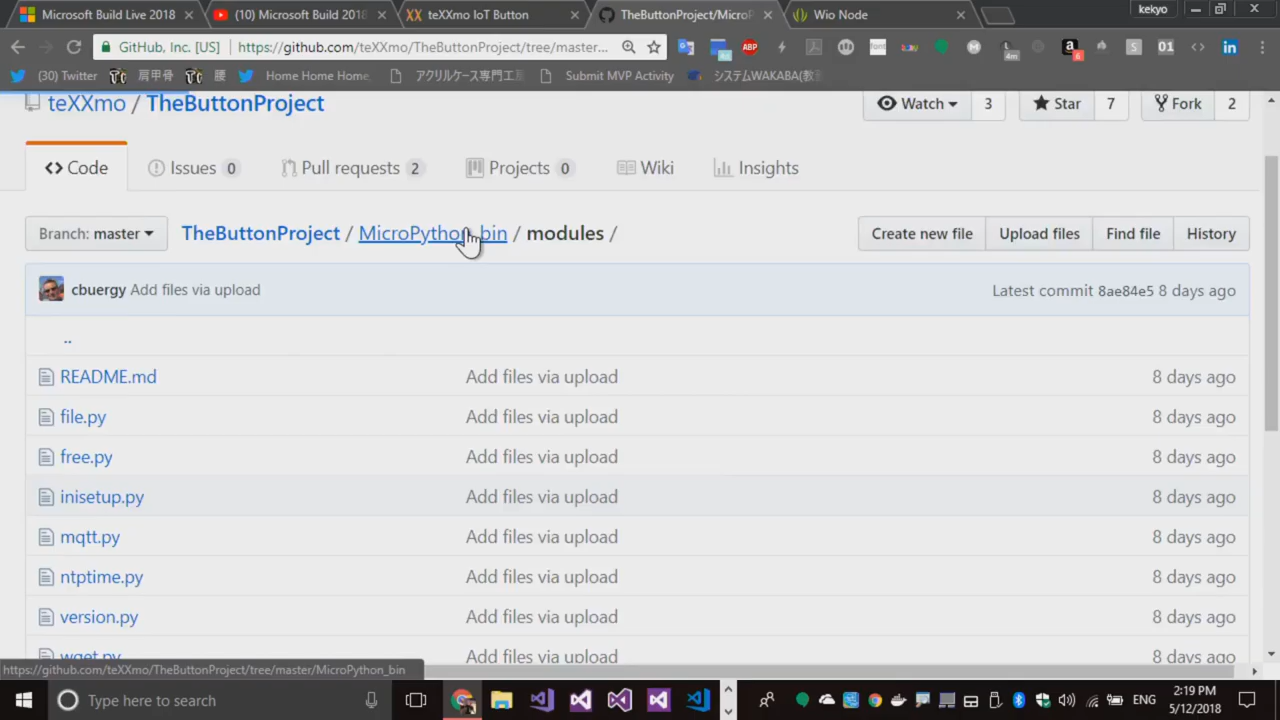 Microsoft Build Live 2018
(10) Microsoft Build 2018
teXXmo IoT Button
TheButtonProject/MicroP
Wio Node
kekyo
GitHub, Inc. [US]
https://github.com/teXXmo/TheButtonProject/tree/master...
(30) Twitter
肩甲骨
腰
Home Home Home
アクリルケース専門工
Submit MVP Activity
システムWAKABA(教
teXXmo / TheButtonProject
Watch 3
Star 7
Fork 2
Code
Issues 0
Pull requests 2
Projects 0
Wiki
Insights
Branch: master
TheButtonProject / MicroPython_bin / modules /
Create new file
Upload files
Find file
History
cbuergy Add files via upload
Latest commit 8ae84e5 8 days ago
..
README.md Add files via upload 8 days ago
file.py Add files via upload 8 days ago
free.py Add files via upload 8 days ago
inisetup.py Add files via upload 8 days ago
mqtt.py Add files via upload 8 days ago
ntptime.py Add files via upload 8 days ago
version.py Add files via upload 8 days ago
wget.py Add files via upload 8 days ago
https://github.com/teXXmo/TheButtonProject/tree/master/MicroPython_bin
Type here to search
ENG
2:19 PM
5/12/2018